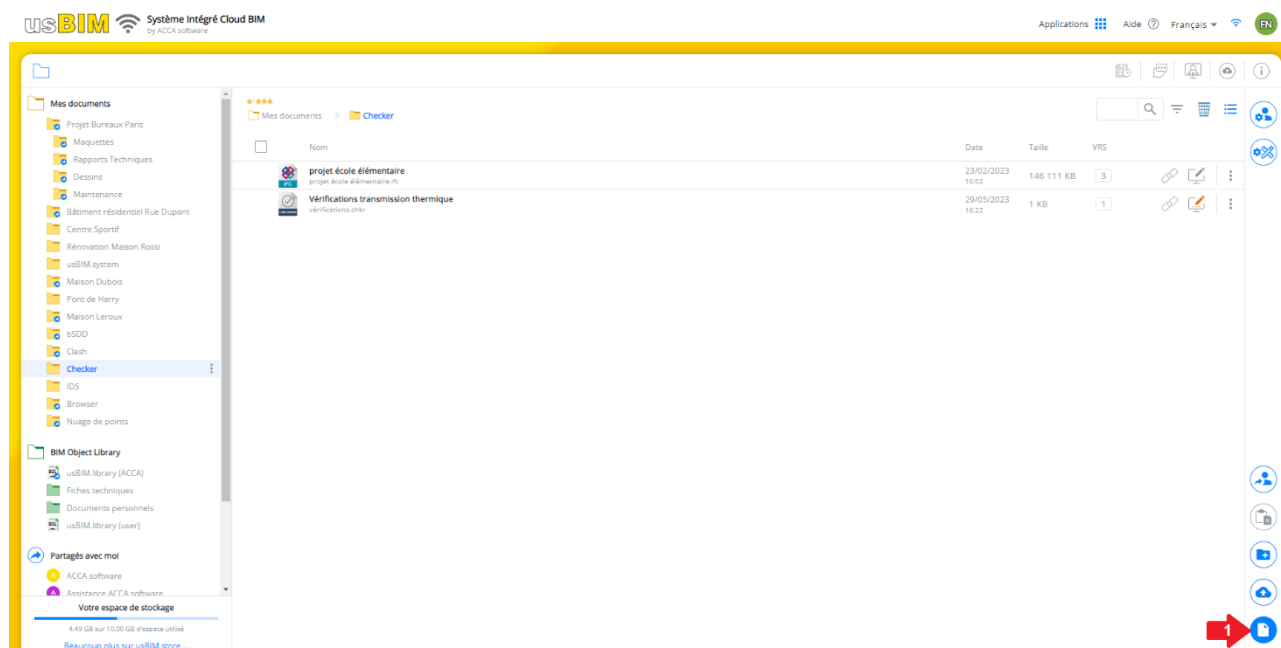 usBIM Système Intégré Cloud BIM
by ACCA software
Applications Aide Français FN
Mes documents
Projet Bureaux Paris
Maquettes
Rapports Techniques
Dessins
Maintenance
Bâtiment résidentiel Rue Dupont
Centre Sportif
Rénovation Maison Rossi
usBIM.system
Maison Dubois
Pont de Harry
Maison Leroux
bSDD
Clash
Checker
IDS
Browser
Nuage de points
BIM Object Library
usBIM.library (ACCA)
Fiches techniques
Documents personnels
usBIM.library (user)
Partagés avec moi
A ACCA software
A Assistance ACCA software
Votre espace de stockage
4.49 GB sur 10.00 GB d'espace utilisé
Beaucoup plus sur usBIM.store ...
Mes documents > Checker
Nom Date Taille VRS
projet école élémentaire 23/02/2023 146 111 KB 3
IFC projet école élémentaire.ifc 10:02
Vérifications transmission thermique 29/05/2023 1 KB 1
vérifications.chkr 16:22
1